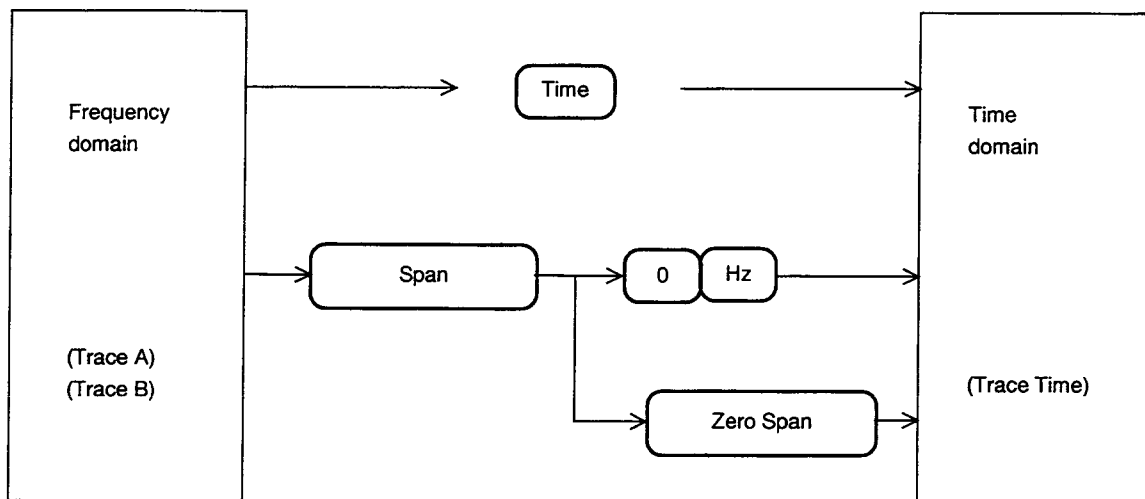 Time
Frequency
domain
Time
domain
Span
0
Hz
(Trace A)
(Trace B)
(Trace Time)
Zero Span